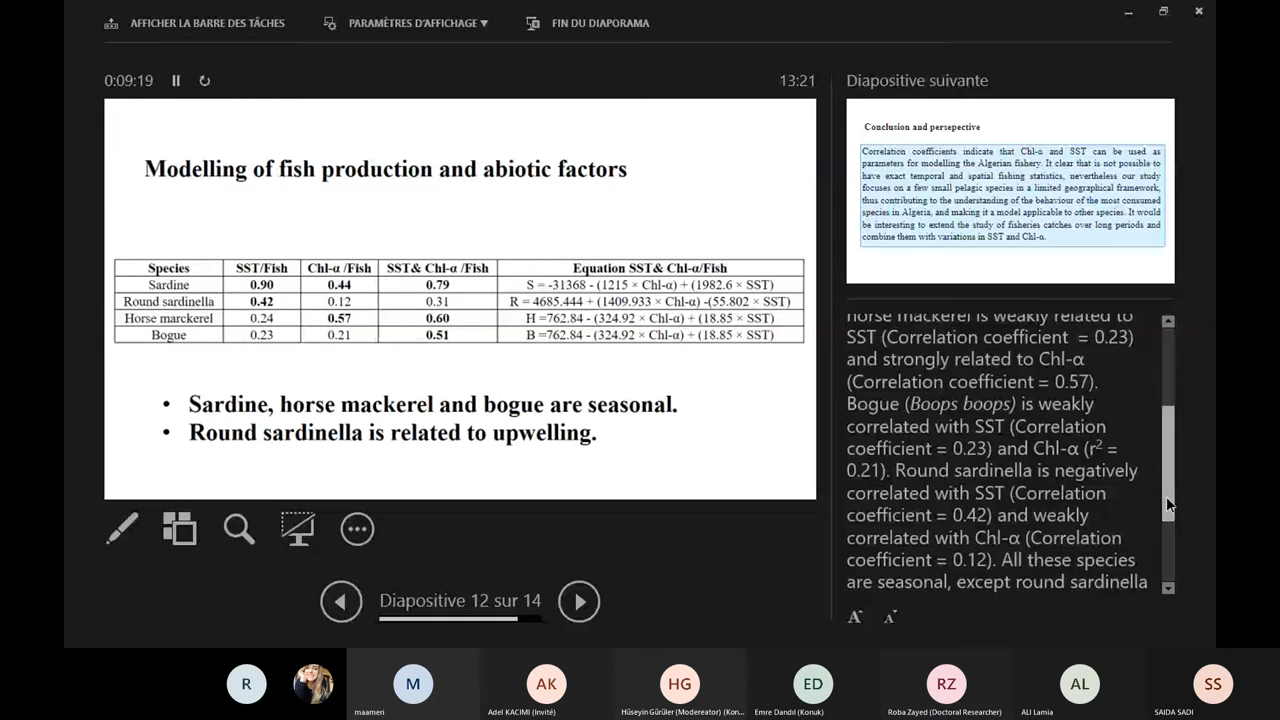 AFFICHER LA BARRE DES TÂCHES
PARAMÈTRES D'AFFICHAGE ▼
FIN DU DIAPORAMA
0:09:19
13:21
Modelling of fish production and abiotic factors
Species SST/Fish Chl-α /Fish SST& Chl-α /Fish Equation SST& Chl-α/Fish
Sardine 0.90 0.44 0.79 S = -31368 - (1215 × Chl-α) + (1982.6 × SST)
Round sardinella 0.42 0.12 0.31 R = 4685.444 + (1409.933 × Chl-α) -(55.802 × SST)
Horse marckerel 0.24 0.57 0.60 H =762.84 - (324.92 × Chl-α) + (18.85 × SST)
Bogue 0.23 0.21 0.51 B =762.84 - (324.92 × Chl-α) + (18.85 × SST)
• Sardine, horse mackerel and bogue are seasonal.
• Round sardinella is related to upwelling.
Diapositive 12 sur 14
Diapositive suivante
Conclusion and persepective
Correlation coefficients indicate that Chl-α and SST can be used as
parameters for modelling the Algerian fishery. It clear that is not possible to
have exact temporal and spatial fishing statistics, nevertheless our study
focuses on a few small pelagic species in a limited geographical framework,
thus contributing to the understanding of the behaviour of the most consumed
species in Algeria, and making it a model applicable to other species. It would
be interesting to extend the study of fisheries catches over long periods and
combine them with variations in SST and Chl-α.
horse mackerel is weakly related to
SST (Correlation coefficient = 0.23)
and strongly related to Chl-α
(Correlation coefficient = 0.57).
Bogue (Boops boops) is weakly
correlated with SST (Correlation
coefficient = 0.23) and Chl-α (r² =
0.21). Round sardinella is negatively
correlated with SST (Correlation
coefficient = 0.42) and weakly
correlated with Chl-α (Correlation
coefficient = 0.12). All these species
are seasonal, except round sardinella
A A
R M AK HG ED RZ AL SS
maameri
Adel KACIMI (Invité)
Hüseyin Gürüler (Modereator) (Kon...
Emre Dandıl (Konuk)
Roba Zayed (Doctoral Researcher)
ALI Lamia
SAIDA SADI